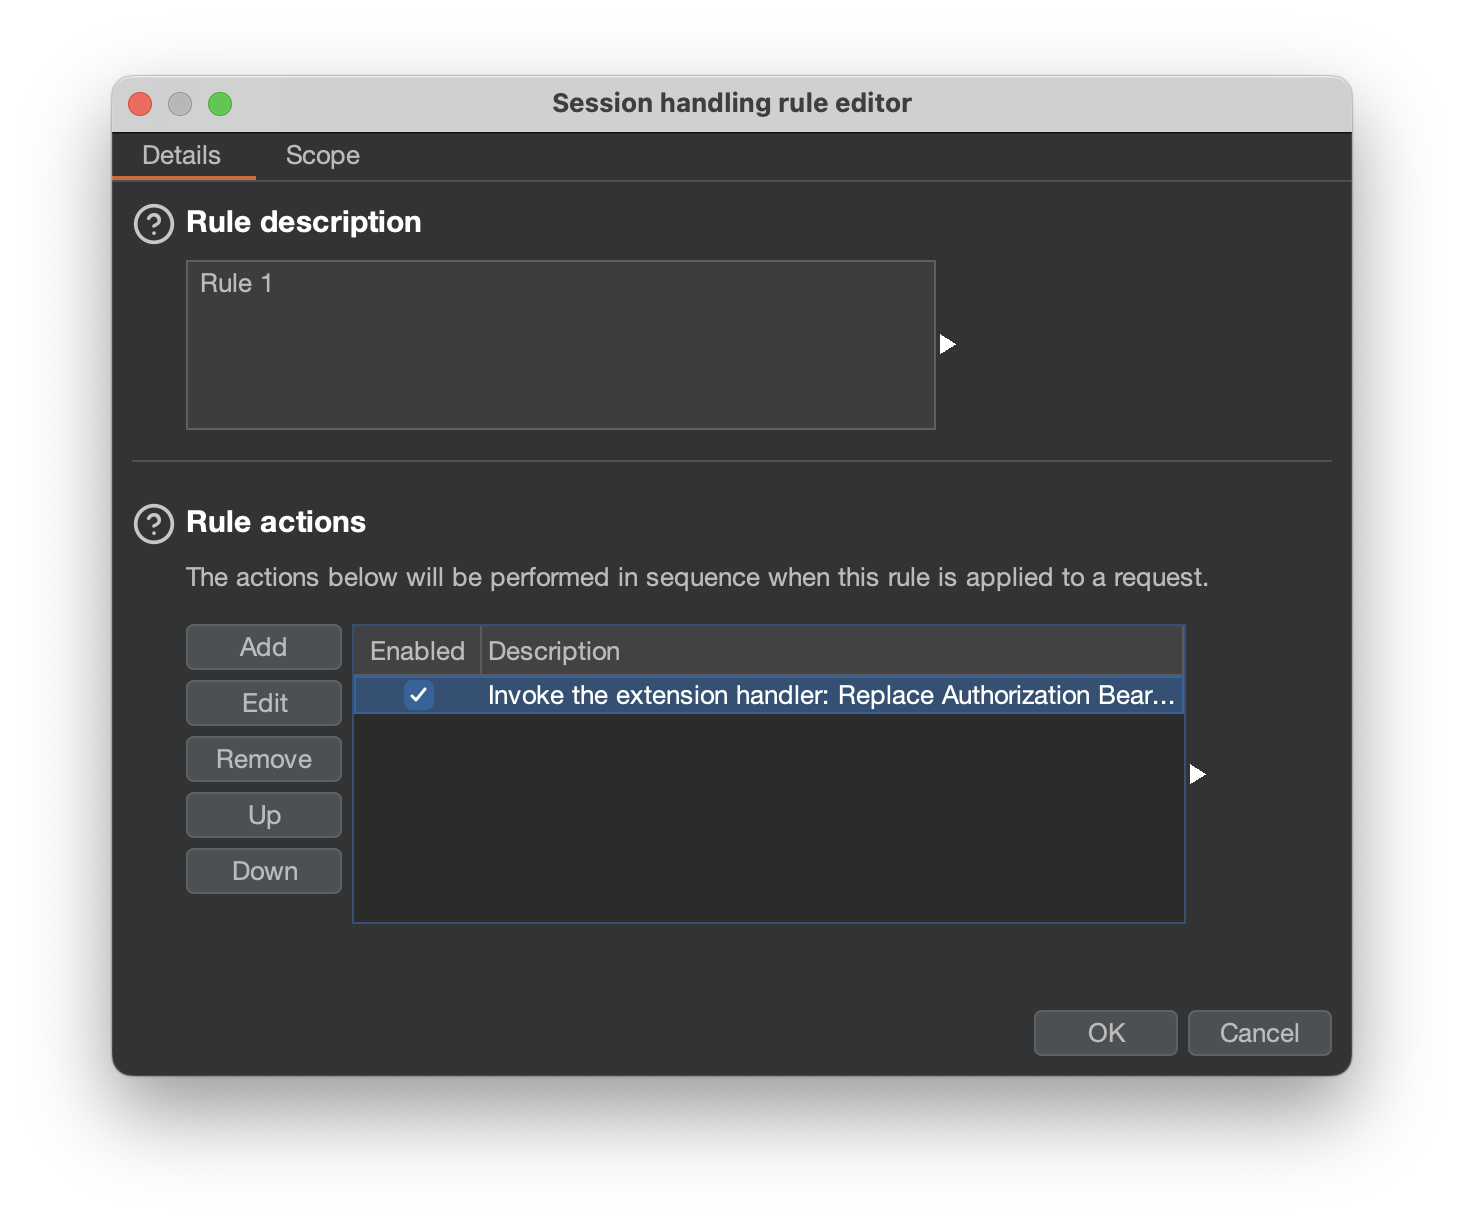 Session handling rule editor
Details Scope
? Rule description
Rule 1
? Rule actions
The actions below will be performed in sequence when this rule is applied to a request.
Add
Edit
Remove
Up
Down
Enabled Description
Invoke the extension handler: Replace Authorization Bear...
OK Cancel